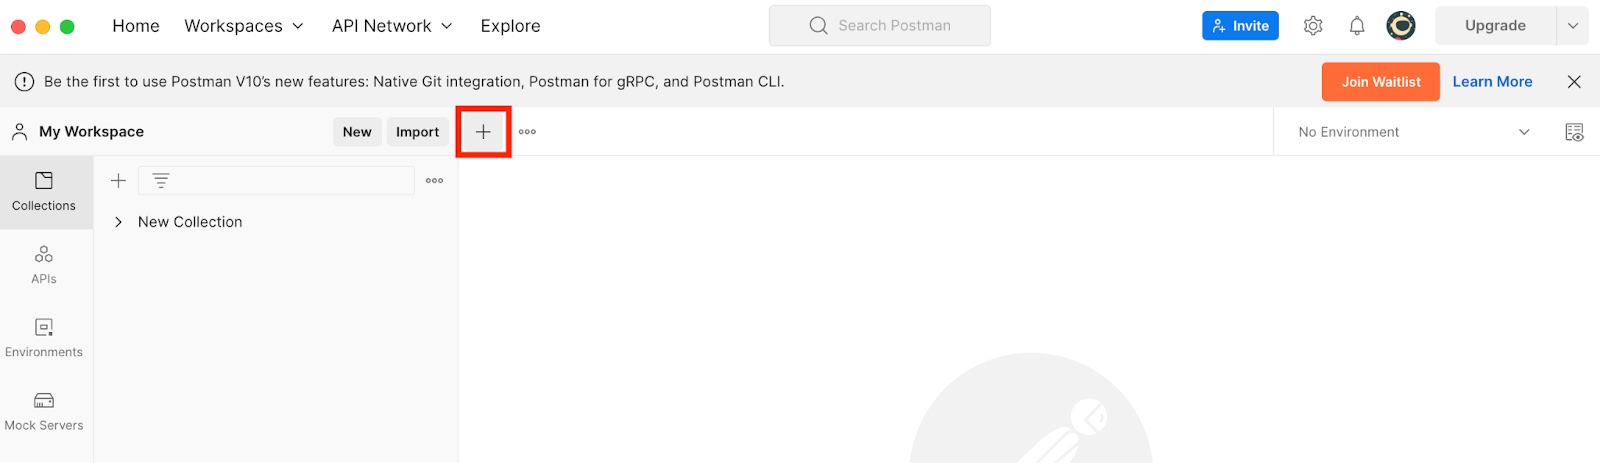 Home Workspaces API Network Explore Search Postman Invite Upgrade
Be the first to use Postman V10's new features: Native Git integration, Postman for gRPC, and Postman CLI. Join Waitlist Learn More
My Workspace New Import No Environment
Collections
New Collection
APIs
Environments
Mock Servers